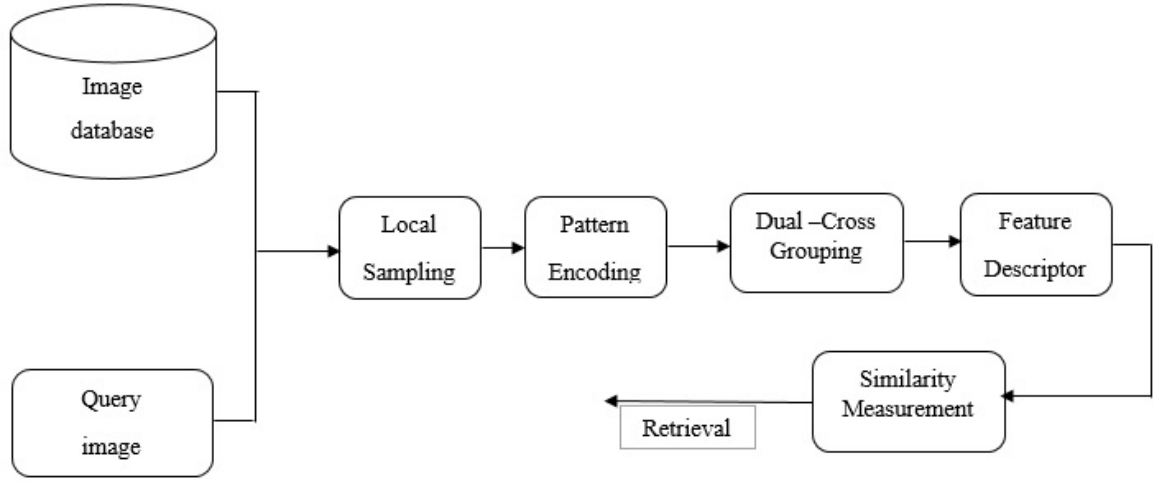 Image
database
Local
Sampling
Pattern
Encoding
Dual –Cross
Grouping
Feature
Descriptor
Query
image
Similarity
Measurement
Retrieval